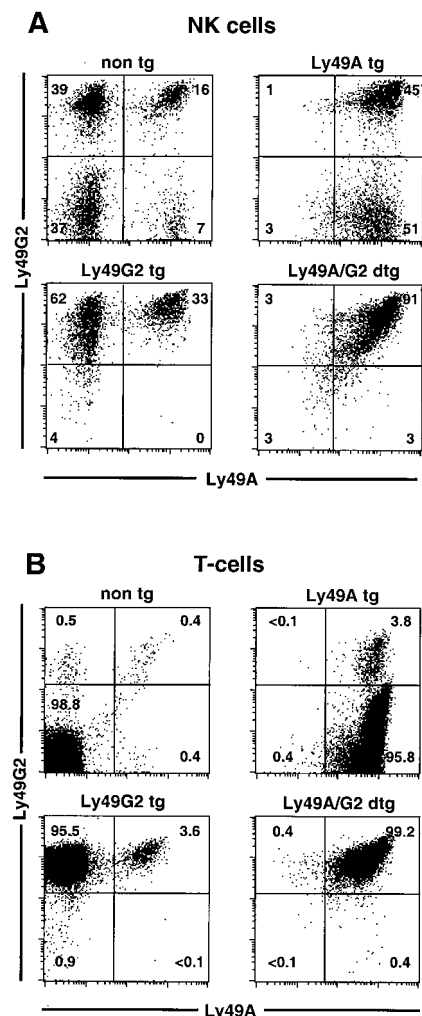 A
NK cells
non tg
Ly49A tg
39
16
1
45
37
7
3
51
Ly49G2 tg
Ly49A/G2 dtg
62
33
3
91
4
0
3
3
Ly49G2
Ly49A
B
T-cells
non tg
Ly49A tg
0.5
0.4
<0.1
3.8
98.8
0.4
0.4
95.8
Ly49G2 tg
Ly49A/G2 dtg
95.5
3.6
0.4
99.2
0.9
<0.1
<0.1
0.4
Ly49G2
Ly49A